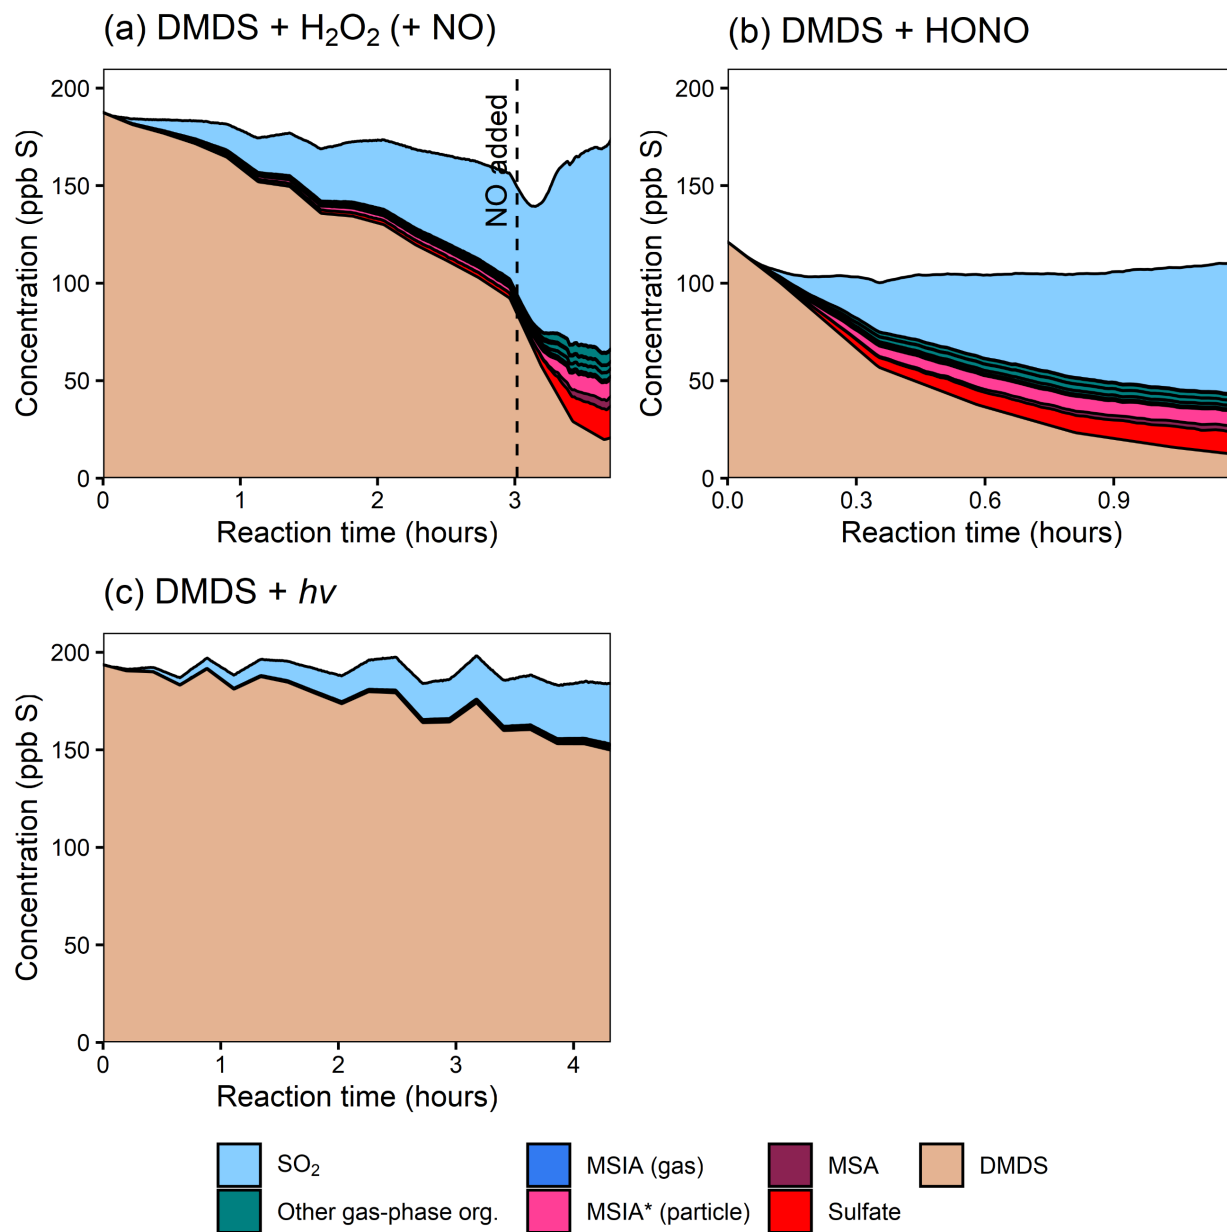 (a) DMDS + H₂O₂ (+ NO)
Concentration (ppb S)
200
150
100
50
0
NO added
0 1 2 3
Reaction time (hours)
(b) DMDS + HONO
Concentration (ppb S)
200
150
100
50
0
0.0 0.3 0.6 0.9
Reaction time (hours)
(c) DMDS + hν
Concentration (ppb S)
200
150
100
50
0
0 1 2 3 4
Reaction time (hours)
SO₂ MSIA (gas) MSA DMDS
Other gas-phase org. MSIA* (particle) Sulfate